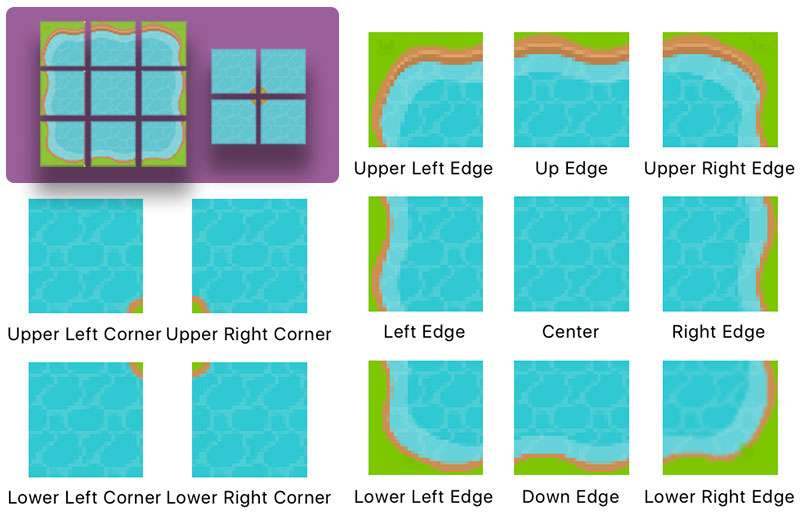 Upper Left Edge
Up Edge
Upper Right Edge
Upper Left Corner
Upper Right Corner
Left Edge
Center
Right Edge
Lower Left Corner
Lower Right Corner
Lower Left Edge
Down Edge
Lower Right Edge